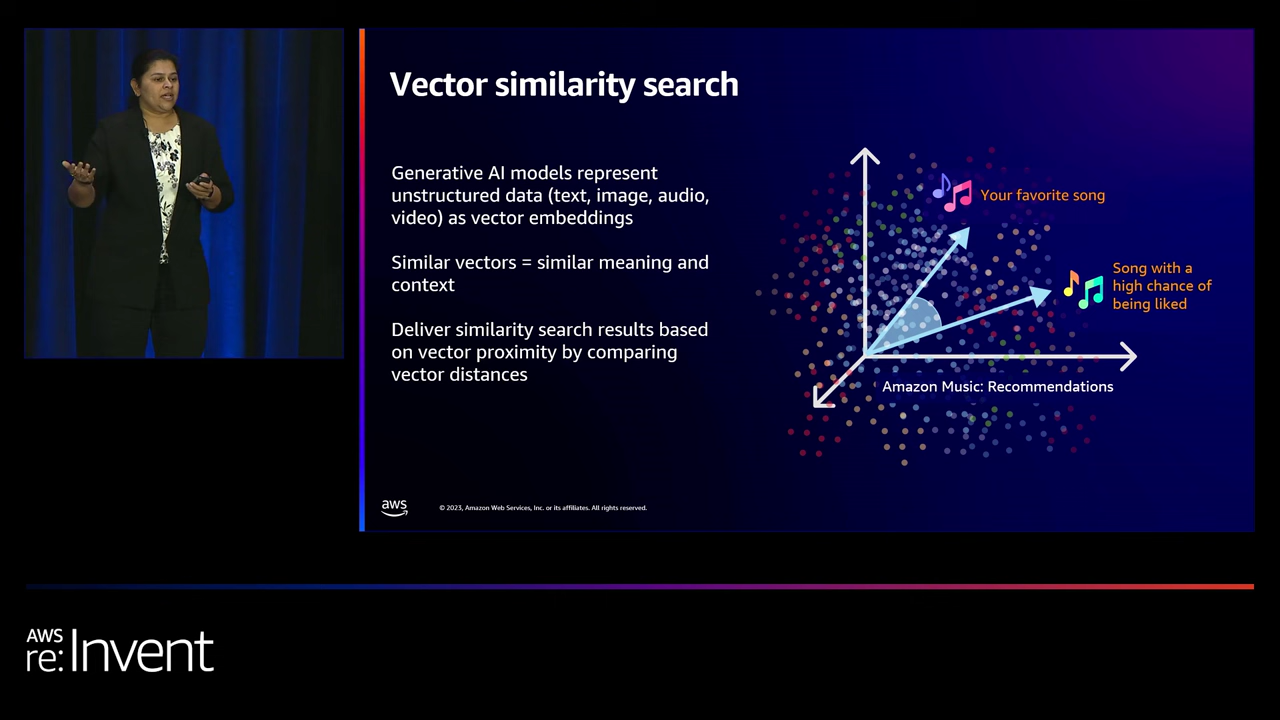 Vector similarity search
Generative AI models represent
unstructured data (text, image, audio,
video) as vector embeddings
Similar vectors = similar meaning and
context
Deliver similarity search results based
on vector proximity by comparing
vector distances
Your favorite song
Song with a
high chance of
being liked
Amazon Music: Recommendations
aws
© 2023, Amazon Web Services, Inc. or its affiliates. All rights reserved.
AWS
re:Invent